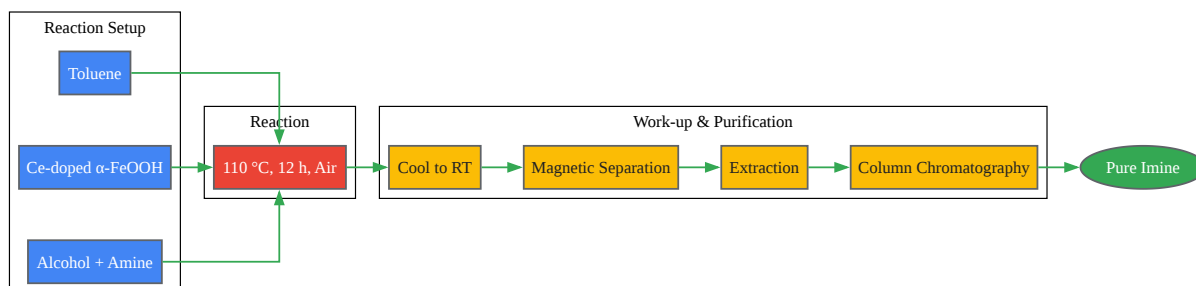 Reaction Setup
Toluene
Ce-doped α-FeOOH
Alcohol + Amine
Reaction
110 °C, 12 h, Air
Work-up & Purification
Cool to RT
Magnetic Separation
Extraction
Column Chromatography
Pure Imine